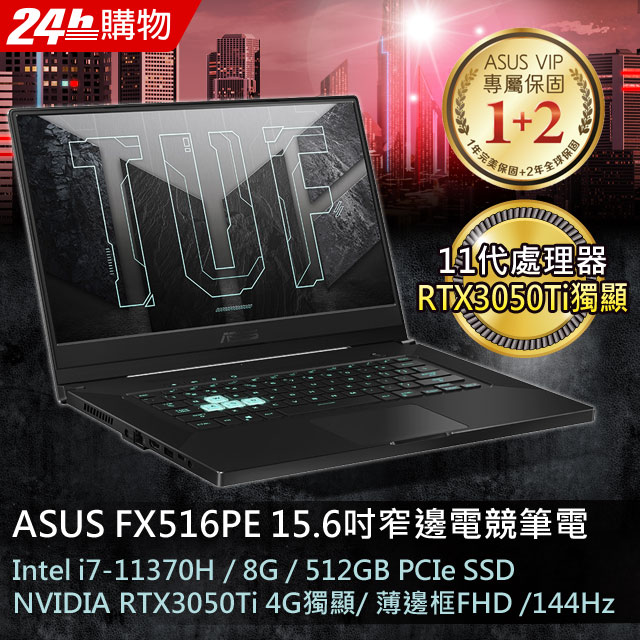 24h購物
ASUS VIP
專屬保固
1+2
1年完美保固+2年全球保固
TUF
11代處理器
RTX3050Ti獨顯
ASUS
ASUS FX516PE 15.6吋窄邊電競筆電
Intel i7-11370H / 8G / 512GB PCIe SSD
NVIDIA RTX3050Ti 4G獨顯/ 薄邊框FHD /144Hz